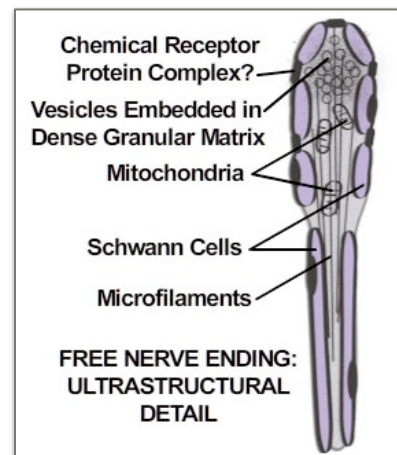 Chemical Receptor
Protein Complex?
Vesicles Embedded in
Dense Granular Matrix
Mitochondria
Schwann Cells
Microfilaments
FREE NERVE ENDING:
ULTRASTRUCTURAL
DETAIL